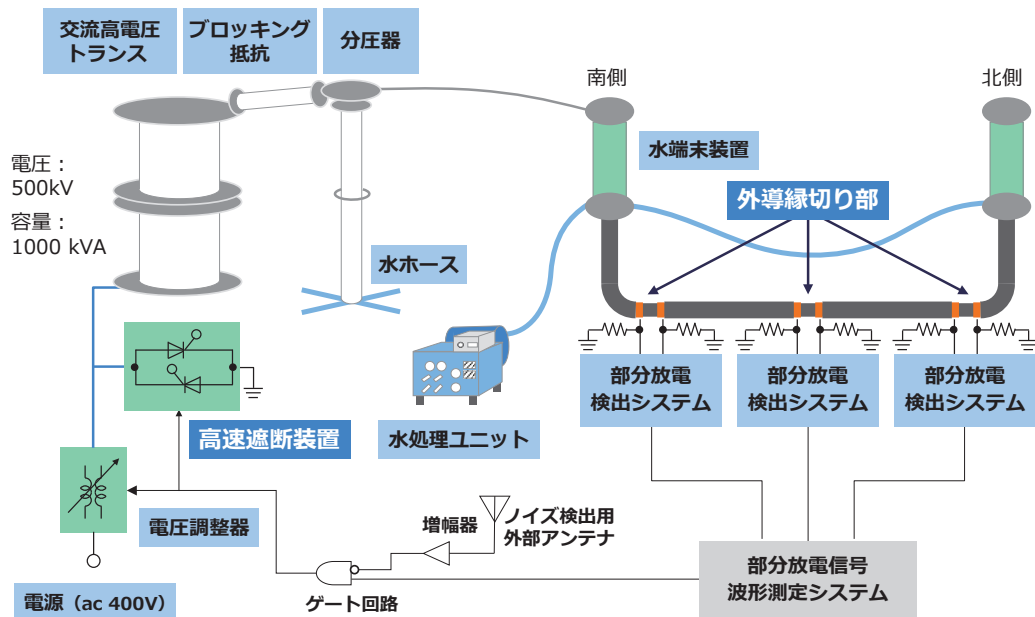 交流高電圧
トランス
ブロッキング
抵抗
分圧器
南側
北側
電圧：
500kV
容量：
1000 kVA
水端末装置
外導縁切り部
水ホース
部分放電
検出システム
部分放電
検出システム
部分放電
検出システム
高速遮断装置
水処理ユニット
電圧調整器
増幅器
ノイズ検出用
外部アンテナ
ゲート回路
部分放電信号
波形測定システム
電源（ac 400V）